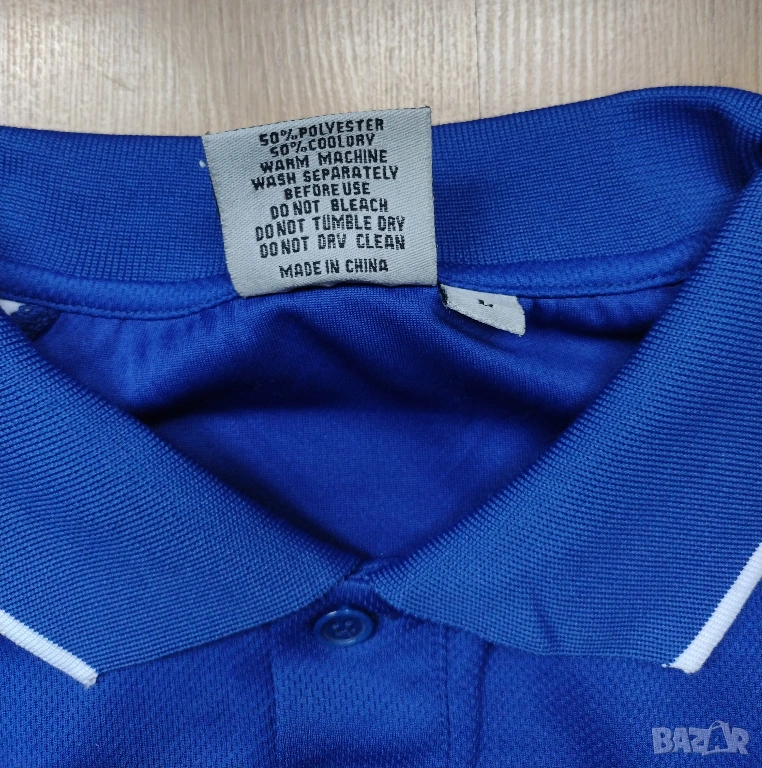 50%POLYESTER
50%COOLDRY
WARM MACHINE
WASH SEPARATELY
BEFORE USE
DO NOT BLEACH
DO NOT TUMBLE DRY
DO NOT DRY CLEAN
MADE IN CHINA
L
BAZAR